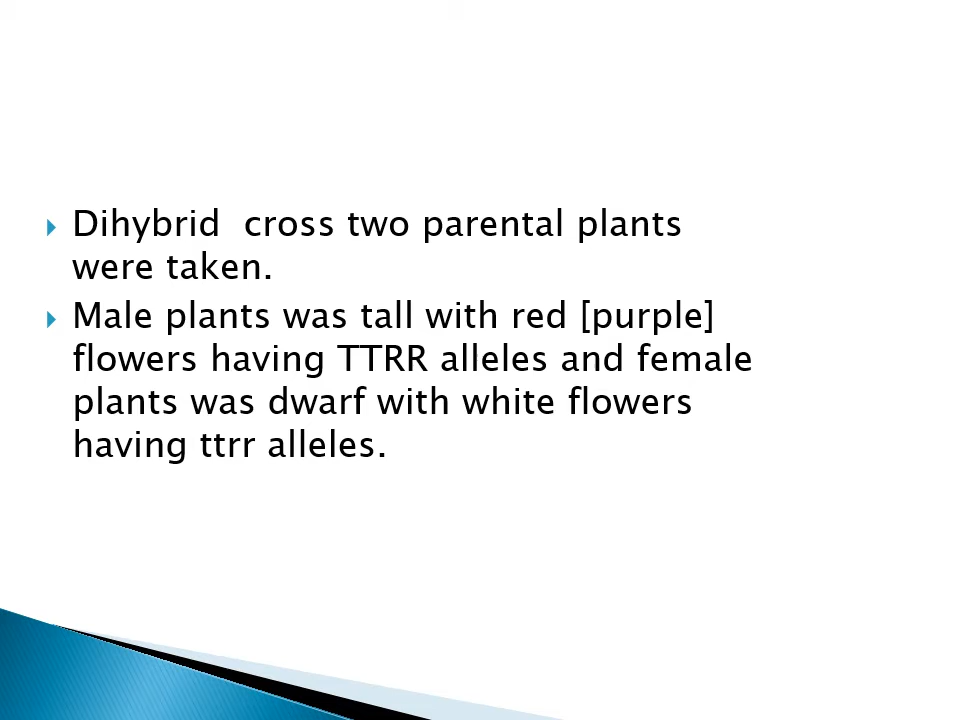 Dihybrid  cross two parental plants
were taken.
Male plants was tall with red [purple]
flowers having TTRR alleles and female
plants was dwarf with white flowers
having ttrr alleles.